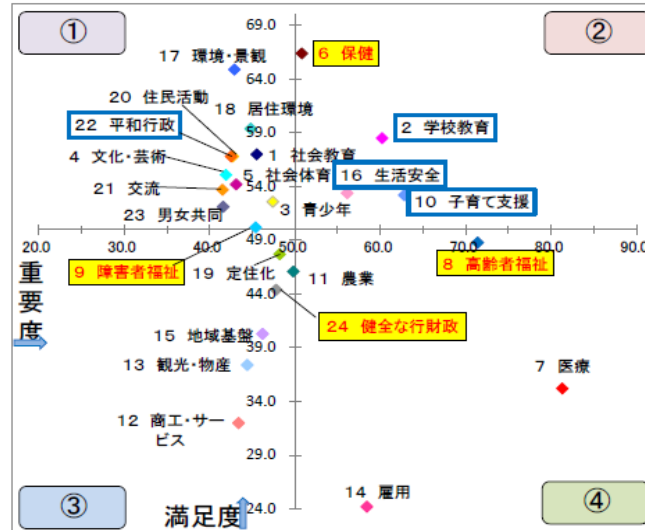 ① 69.0 ②
17 環境・景観
6 保健
64.0
20 住民活動
18 居住環境
22 平和行政
59.0
2 学校教育
4 文化・芸術
1 社会教育
5 社会体育
16 生活安全
21 交流
54.0
10 子育て支援
23 男女共同
3 青少年
20.0 30.0 40.0 49.0 50.0 60.0 70.0 80.0 90.0
9 障害者福祉
19 定住化
11 農業
8 高齢者福祉
重要度
44.0
24 健全な行財政
15 地域基盤
39.0
13 観光・物産
7 医療
34.0
12 商工・サー
ビス
29.0
14 雇用
③ 満足度 24.0 ④